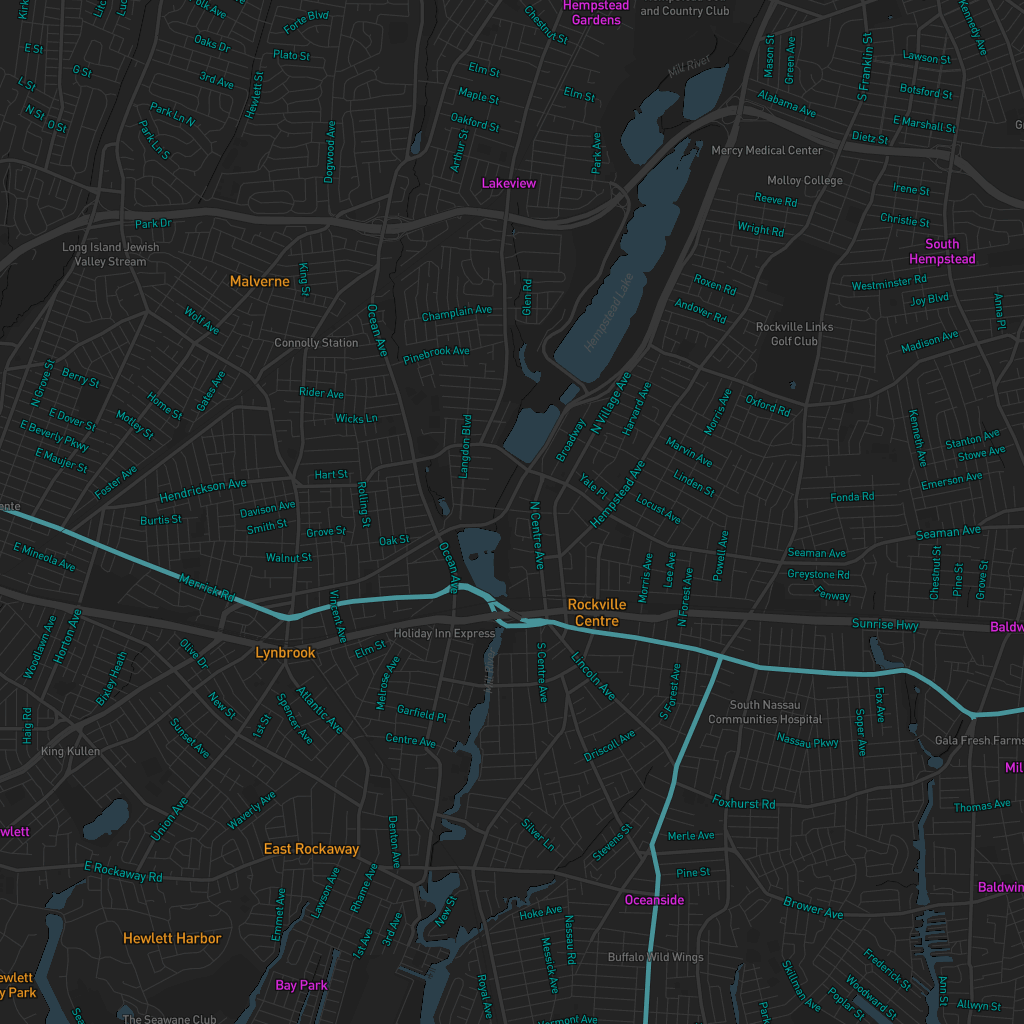 Hempstead
Gardens
and Country Club
Forte Blvd
Chestnut St
Oaks Dr
E St
Plato St
G St
3rd Ave
Elm St
L St
Hewlett St
Maple St
Elm St
N St
O St
Park Ln N
Park Ln S
Oakford St
Arthur St
Dogwood Ave
Park Ave
Mill River
Mason St
Green Ave
S Franklin St
Kennedy Ave
Lawson St
Botsford St
Alabama Ave
E Marshall St
Dietz St
Mercy Medical Center
Molloy College
Lakeview
Reeve Rd
Irene St
Christie St
Park Dr
Wright Rd
Long Island Jewish
Valley Stream
South
Hempstead
Malverne
King St
Glen Rd
Hempstead Lake
Roxen Rd
Westminster Rd
Joy Blvd
Anna Pl
Andover Rd
Champlain Ave
Wolf Ave
Ocean Ave
Connolly Station
Rockville Links
Golf Club
Madison Ave
Pinebrook Ave
N Grove St
Berry St
Gates Ave
Rider Ave
Home St
Wicks Ln
Motley St
E Dover St
E Beverly Pkwy
E Maujer St
Langdon Blvd
Broadway
N Village Ave
Harvard Ave
Morris Ave
Oxford Rd
Kenneth Ave
Stanton Ave
Stowe Ave
Marvin Ave
Linden St
Emerson Ave
Foster Ave
Hendrickson Ave
Hart St
Rolling St
Yale Pl
Hempstead Ave
Locust Ave
Fonda Rd
Davison Ave
Burtis St
Smith St
Grove St
Oak St
N Centre Ave
Seaman Ave
Seaman Ave
E Mineola Ave
Walnut St
Ocean Ave
Morris Ave
Lee Ave
N Forest Ave
Powell Ave
Greystone Rd
Fenway
Chestnut St
Pine St
Grove St
Merrick Rd
Vincent Ave
Rockville
Centre
Sunrise Hwy
Woodlawn Ave
Horton Ave
Holiday Inn Express
Lynbrook
Elm St
Olive Dr
Bixley Heath
Melrose Ave
S Centre Ave
Lincoln Ave
S Forest Ave
South Nassau
Communities Hospital
Fox Ave
Soper Ave
Haig Rd
New St
1st St
Spencer Ave
Atlantic Ave
Garfield Pl
Centre Ave
Sunset Ave
Driscoll Ave
Nassau Pkwy
Gala Fresh Farms
King Kullen
Foxhurst Rd
Thomas Ave
Union Ave
Waverly Ave
Denton Ave
Silver Ln
Stevens St
Merle Ave
East Rockaway
E Rockaway Rd
Pine St
Rhame Ave
Lawson Ave
Emmet Ave
Oceanside
Brower Ave
New St
Hoke Ave
Nassau Rd
Hewlett Harbor
1st Ave
3rd Ave
Messick Ave
Buffalo Wild Wings
Frederick St
Bay Park
Royal Ave
Skillman Ave
Woodward St
Poplar St
Ann St
Allwyn St
The Seawane Club
Vermont Ave